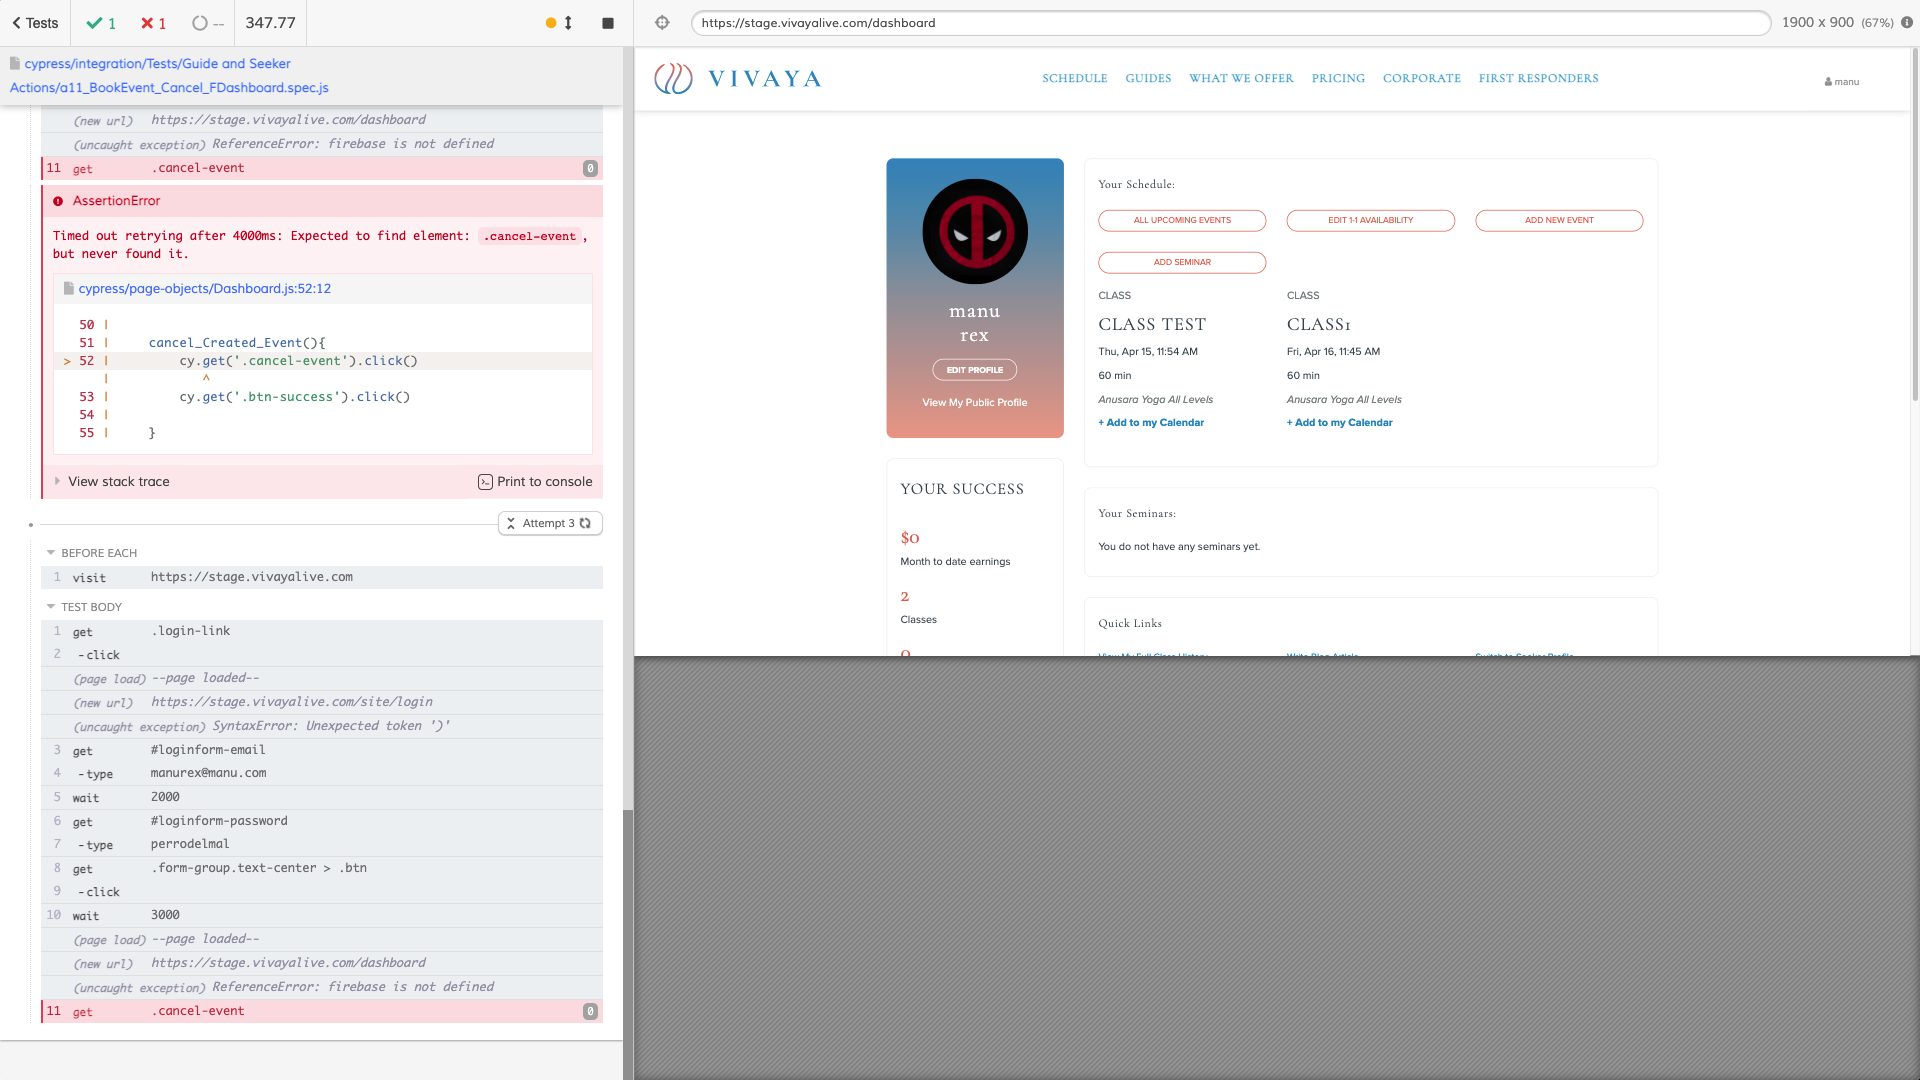 Tests
1
1
--
347.77
cypress/integration/Tests/Guide and Seeker
Actions/a11_BookEvent_Cancel_FDashboard.spec.js
(new url) https://stage.vivayalive.com/dashboard
(uncaught exception) ReferenceError: firebase is not defined
11 get .cancel-event 0
AssertionError
Timed out retrying after 4000ms: Expected to find element: .cancel-event,
but never found it.
cypress/page-objects/Dashboard.js:52:12
50 |
51 | cancel_Created_Event(){
> 52 | cy.get('.cancel-event').click()
| ^
53 | cy.get('.btn-success').click()
54 |
55 | }
View stack trace
Print to console
Attempt 3
BEFORE EACH
1 visit https://stage.vivayalive.com
TEST BODY
1 get .login-link
2 -click
(page load) --page loaded--
(new url) https://stage.vivayalive.com/site/login
(uncaught exception) SyntaxError: Unexpected token ')'
3 get #loginform-email
4 -type manurex@manu.com
5 wait 2000
6 get #loginform-password
7 -type perrodelmal
8 get .form-group.text-center > .btn
9 -click
10 wait 3000
(page load) --page loaded--
(new url) https://stage.vivayalive.com/dashboard
(uncaught exception) ReferenceError: firebase is not defined
11 get .cancel-event 0
https://stage.vivayalive.com/dashboard
1900 x 900 (67%)
VIVAYA
SCHEDULE GUIDES WHAT WE OFFER PRICING CORPORATE FIRST RESPONDERS
manu
manu
rex
EDIT PROFILE
View My Public Profile
YOUR SUCCESS
$0
Month to date earnings
2
Classes
0
Your Schedule:
ALL UPCOMING EVENTS
EDIT 1-1 AVAILABILITY
ADD NEW EVENT
ADD SEMINAR
CLASS
CLASS TEST
Thu, Apr 15, 11:54 AM
60 min
Anusara Yoga All Levels
+ Add to my Calendar
CLASS
CLASS1
Fri, Apr 16, 11:45 AM
60 min
Anusara Yoga All Levels
+ Add to my Calendar
Your Seminars:
You do not have any seminars yet.
Quick Links
View My Full Class History
Write Blog Article
Switch to Seeker Profile